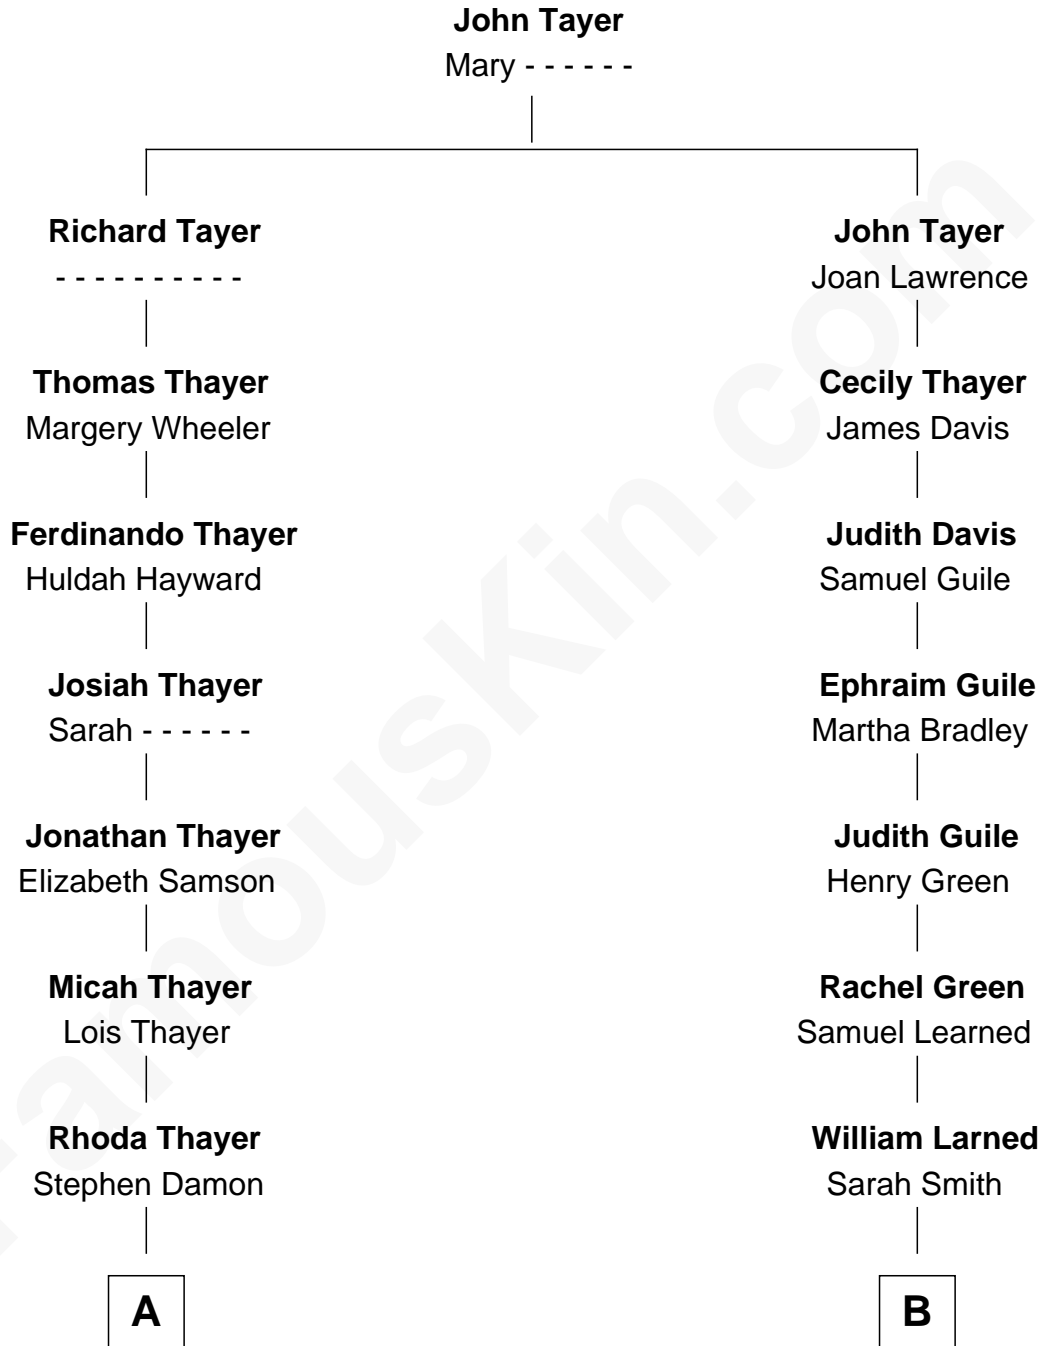 John Tayer
Mary - - - - - -
Richard Tayer
- - - - - - - - - -
John Tayer
Joan Lawrence
Thomas Thayer
Margery Wheeler
Cecily Thayer
James Davis
Ferdinando Thayer
Huldah Hayward
Judith Davis
Samuel Guile
Josiah Thayer
Sarah - - - - - -
Ephraim Guile
Martha Bradley
Jonathan Thayer
Elizabeth Samson
Judith Guile
Henry Green
Micah Thayer
Lois Thayer
Rachel Green
Samuel Learned
Rhoda Thayer
Stephen Damon
William Larned
Sarah Smith
A
B
FamousKin.com